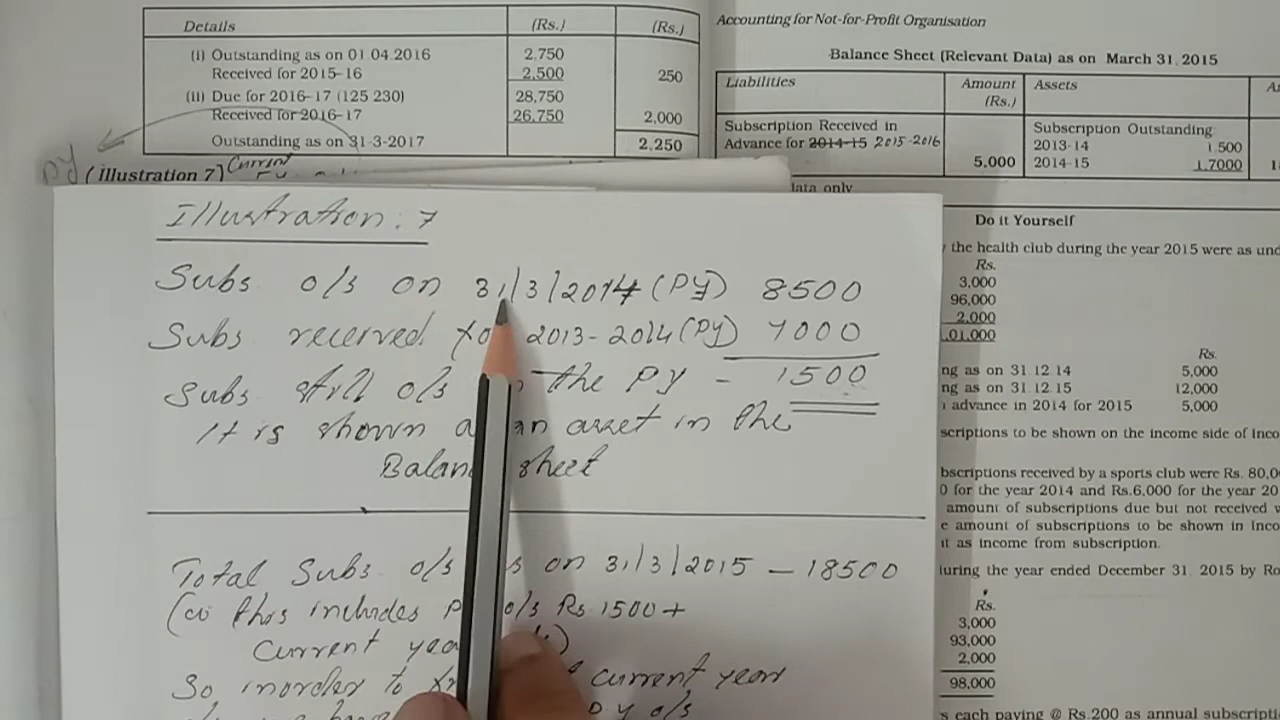 Details (Rs.) (Rs.)
(i) Outstanding as on 01.04.2016 2,750
Received for 2015-16 2,500 250
(ii) Due for 2016-17 (125 230) 28,750
Received for 2016-17 26,750 2,000
Outstanding as on 31-3-2017 2,250
PY
(illustration 7) Current
Accounting for Not-for-Profit Organisation
Balance Sheet (Relevant Data) as on March 31, 2015
Liabilities Amount Assets
(Rs.)
Subscription Received in Subscription Outstanding
Advance for 2014-15 2015-2016 2013-14 1,500
5,000 2014-15 1,7000
data only
Illustration: 7
Subs o/s on 31/3/2014 (PY) 8500
Subs received 2013-2014 (PY) 7000
Subs still o/s the PY - 1500
It is shown an asset in the
Balan sheet
Total Subs o/s on 31/3/2015 - 18500
this includes o/s Rs 1500 +
Current yea
So inorder to current year
PY o/s
Do it Yourself
the health club during the year 2015 were as und
Rs.
3,000
96,000
2,000
01,000
Rs.
ng as on 31.12.14 5,000
ng as on 31.12.15 12,000
advance in 2014 for 2015 5,000
scriptions to be shown on the income side of Inco
bscriptions received by a sports club were Rs. 80,0
0 for the year 2014 and Rs.6,000 for the year 20
amount of subscriptions due but not received
e amount of subscriptions to be shown in Inco
it as income from subscription.
uring the year ended December 31, 2015 by Ro
Rs.
3,000
93,000
2,000
98,000
s each paying @ Rs.200 as annual subscripti